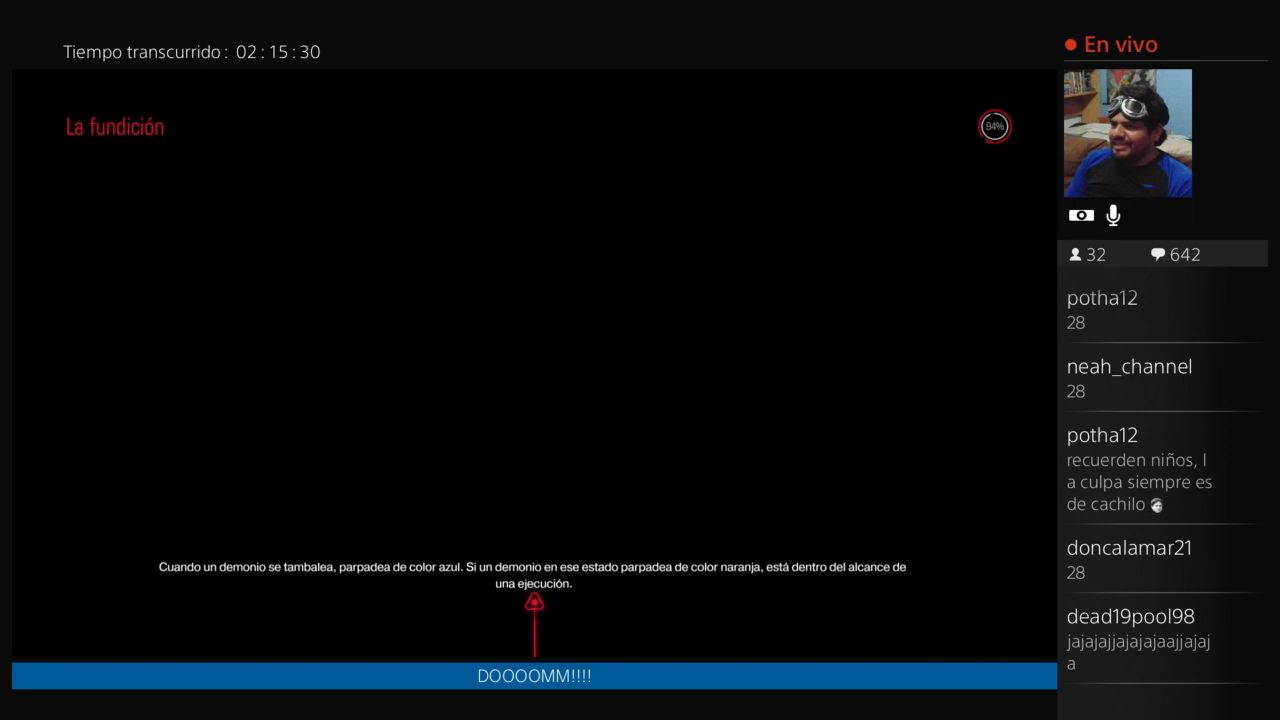 Tiempo transcurrido : 02 : 15 : 30
En vivo
La fundición
94%
32 642
potha12
28
neah_channel
28
potha12
recuerden niños, l
a culpa siempre es
de cachilo
doncalamar21
28
dead19pool98
jajajajjajajajaajjajaj
a
Cuando un demonio se tambalea, parpadea de color azul. Si un demonio en ese estado parpadea de color naranja, está dentro del alcance de
una ejecución.
DOOOOMM!!!!